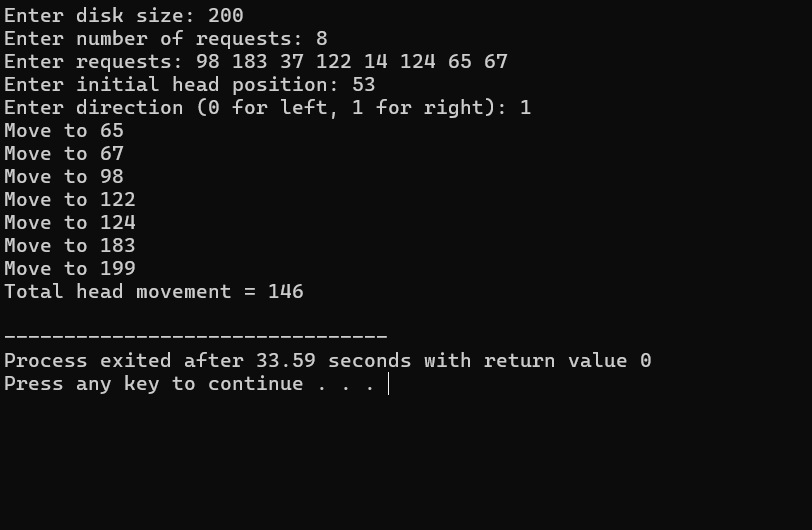 Enter disk size: 200
Enter number of requests: 8
Enter requests: 98 183 37 122 14 124 65 67
Enter initial head position: 53
Enter direction (0 for left, 1 for right): 1
Move to 65
Move to 67
Move to 98
Move to 122
Move to 124
Move to 183
Move to 199
Total head movement = 146
--------------------------------
Process exited after 33.59 seconds with return value 0
Press any key to continue . . .